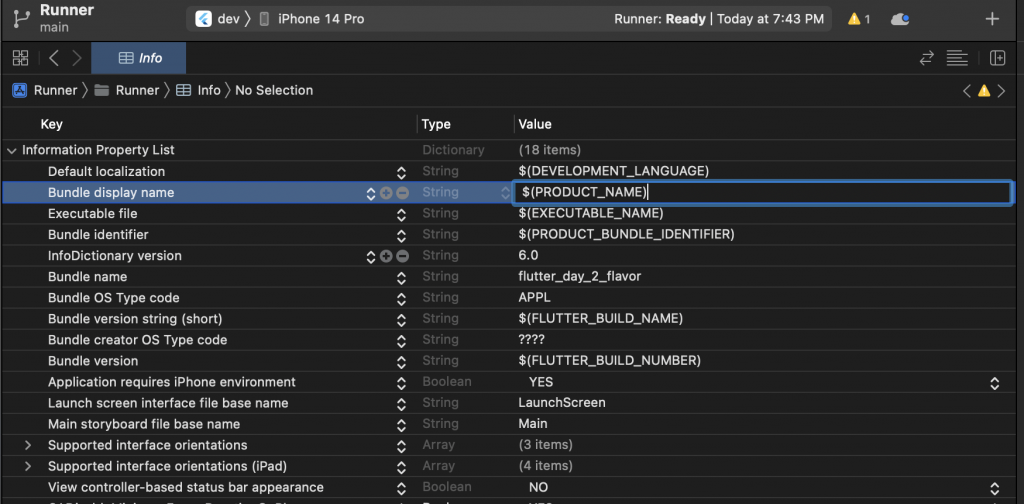 Runner
main
dev 〉 iPhone 14 Pro
Runner: Ready | Today at 7:43 PM
1
Info
Runner 〉 Runner 〉 Info 〉 No Selection
Key Type Value
Information Property List Dictionary (18 items)
Default localization String $(DEVELOPMENT_LANGUAGE)
Bundle display name String $(PRODUCT_NAME)
Executable file String $(EXECUTABLE_NAME)
Bundle identifier String $(PRODUCT_BUNDLE_IDENTIFIER)
InfoDictionary version String 6.0
Bundle name String flutter_day_2_flavor
Bundle OS Type code String APPL
Bundle version string (short) String $(FLUTTER_BUILD_NAME)
Bundle creator OS Type code String ????
Bundle version String $(FLUTTER_BUILD_NUMBER)
Application requires iPhone environment Boolean YES
Launch screen interface file base name String LaunchScreen
Main storyboard file base name String Main
Supported interface orientations Array (3 items)
Supported interface orientations (iPad) Array (4 items)
View controller-based status bar appearance Boolean NO